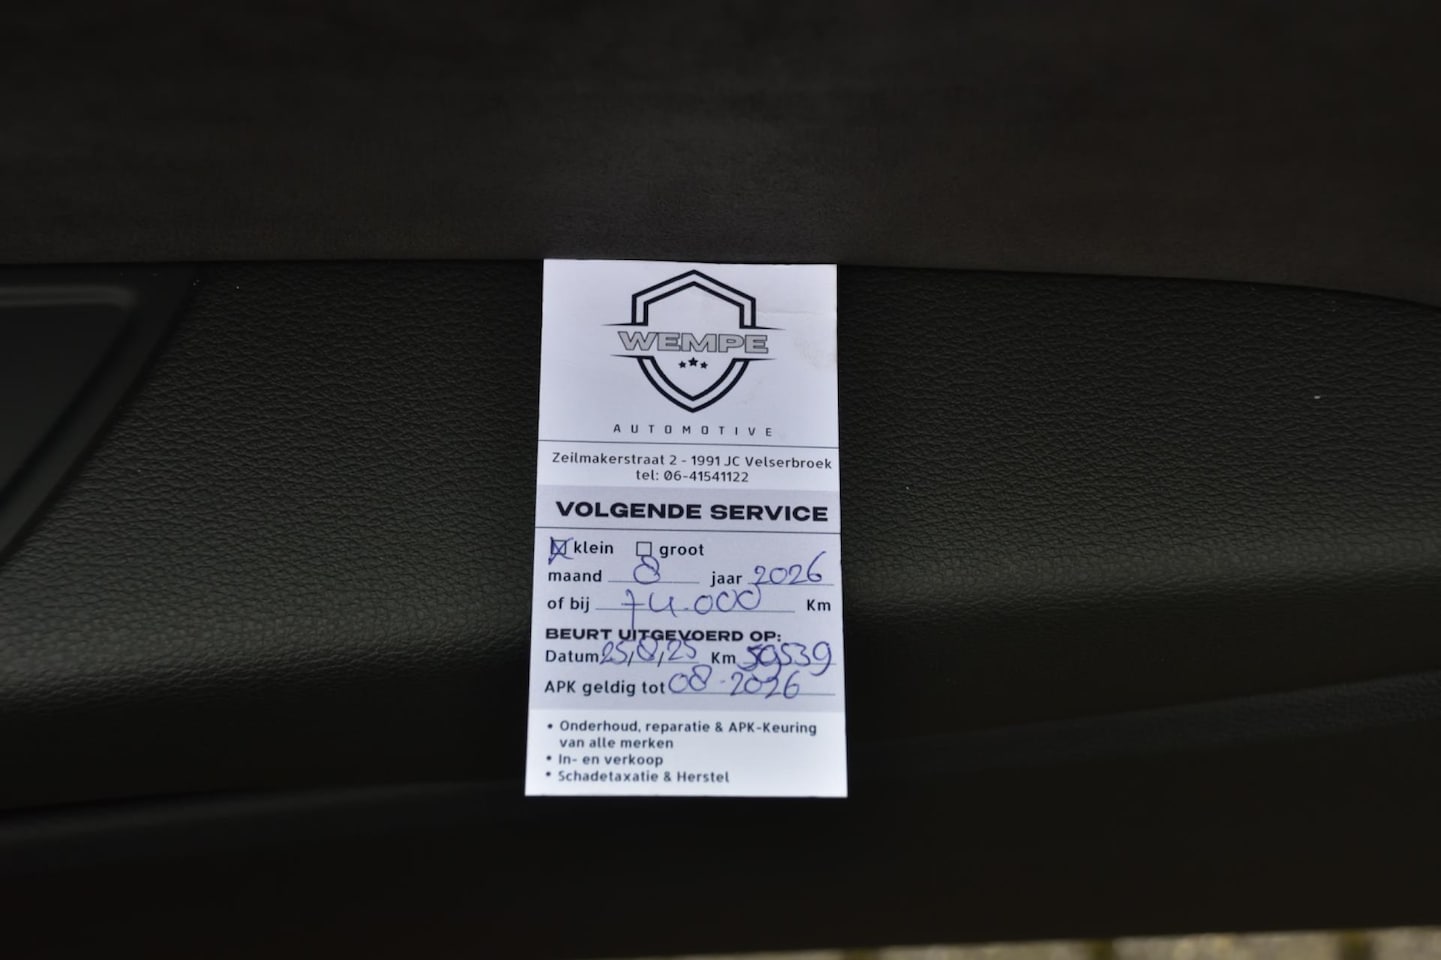 WEMPE
AUTOMOTIVE
Zeilmakerstraat 2 - 1991 JC Velserbroek
tel: 06-41541122
VOLGENDE SERVICE
klein groot
maand 8 jaar 2026
of bij 74.000 Km
BEURT UITGEVOERD OP:
Datum 25/8/25 Km 59539
APK geldig tot 08-2026
• Onderhoud, reparatie & APK-Keuring
van alle merken
• In- en verkoop
• Schadetaxatie & Herstel